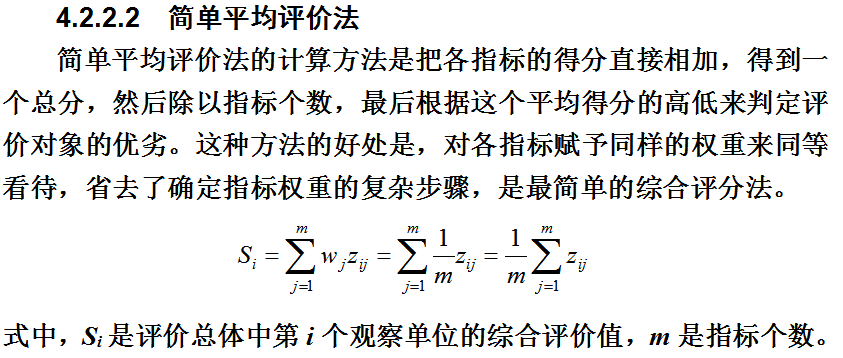 4.2.2.2 简单平均评价法
简单平均评价法的计算方法是把各指标的得分直接相加，得到一
个总分，然后除以指标个数，最后根据这个平均得分的高低来判定评
价对象的优劣。这种方法的好处是，对各指标赋予同样的权重来同等
看待，省去了确定指标权重的复杂步骤，是最简单的综合评分法。
$S_i = \sum_{j=1}^{m} w_j z_{ij} = \sum_{j=1}^{m} \frac{1}{m} z_{ij} = \frac{1}{m} \sum_{j=1}^{m} z_{ij}$
式中，Si 是评价总体中第 i 个观察单位的综合评价值，m 是指标个数。